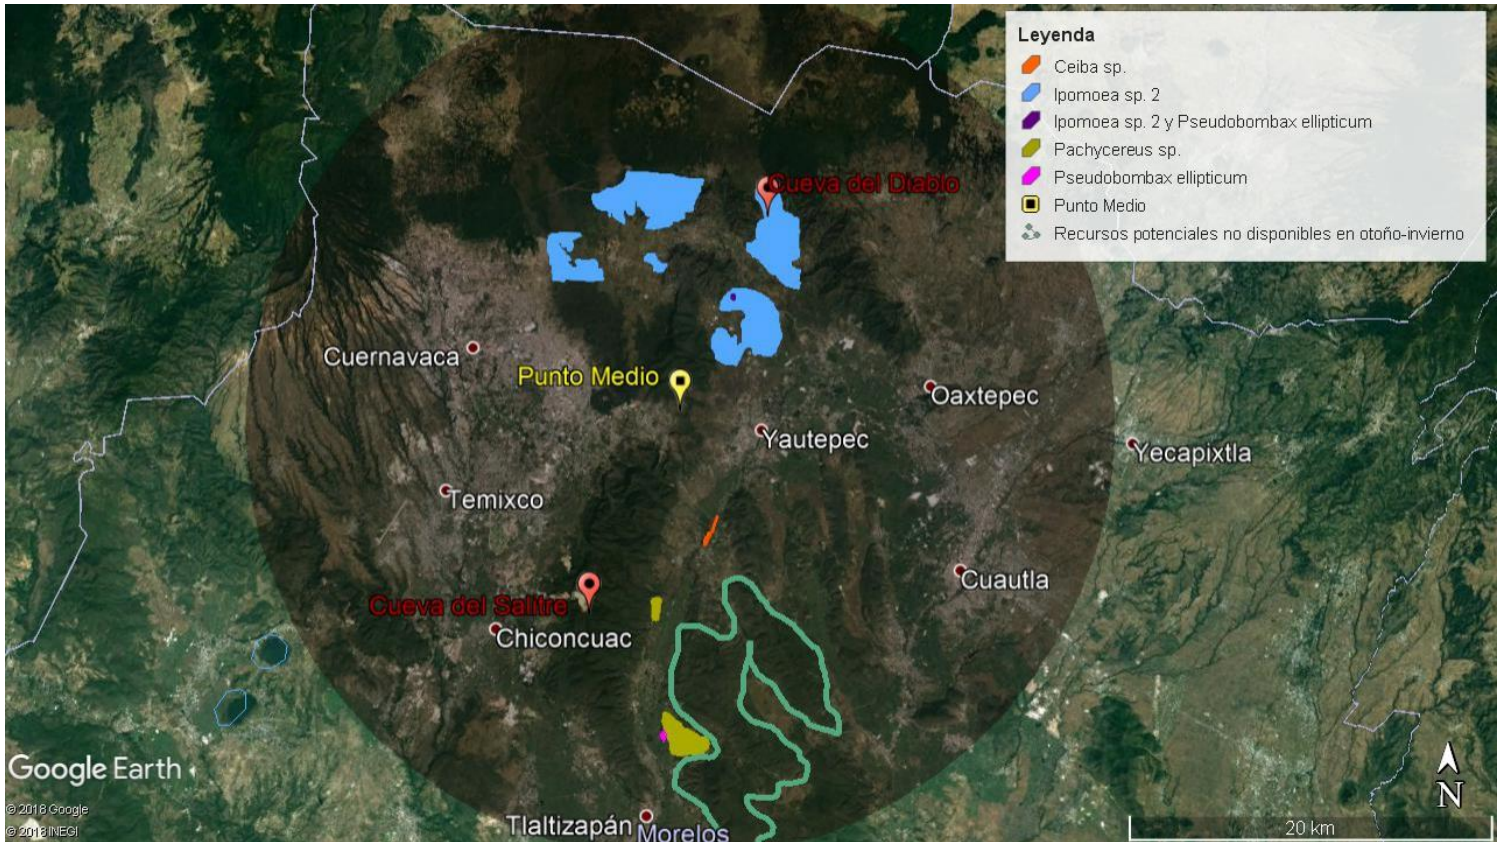 Leyenda
Ceiba sp.
Ipomoea sp. 2
Ipomoea sp. 2 y Pseudobombax ellipticum
Pachycereus sp.
Pseudobombax ellipticum
Punto Medio
Recursos potenciales no disponibles en otoño-invierno
Cueva del Diablo
Cuernavaca
Punto Medio
Oaxtepec
Yautepec
Yecapixtla
Temixco
Cuautla
Cueva del Salitre
Chiconcuac
Google Earth
© 2018 Google
© 2018 INEGI
Tlaltizapán
Morelos
N
20 km